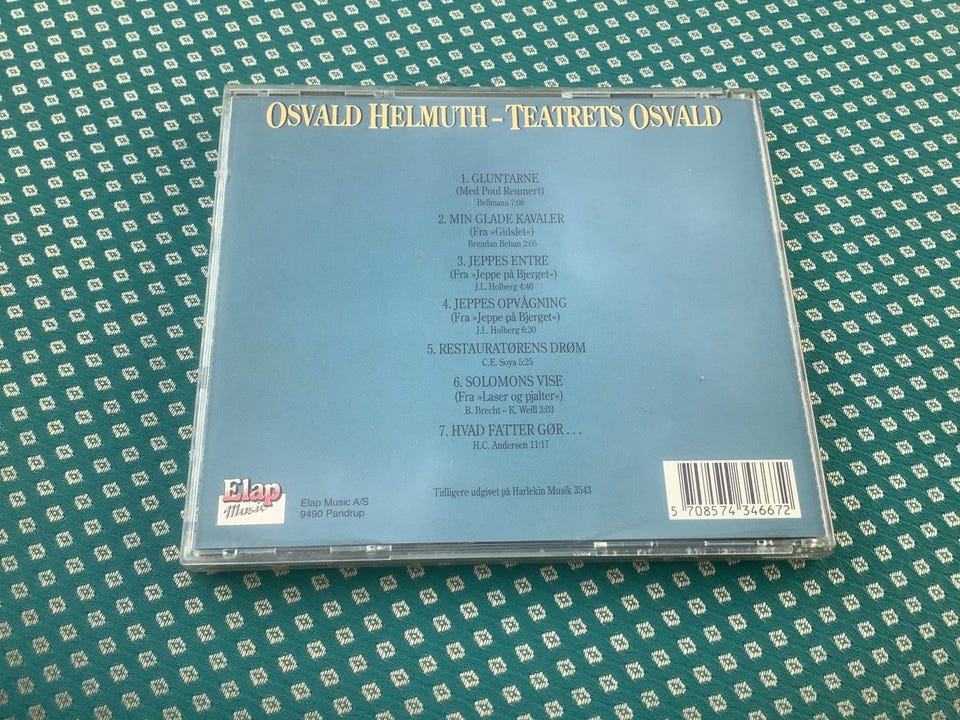 OSVALD HELMUTH – TEATRETS OSVALD
1. GLUNTARNE
(Med Poul Reumert)
Bellmann 7:08
2. MIN GLADE KAVALER
(Fra »Gidslet«)
Brendan Behan 2:05
3. JEPPES ENTRE
(Fra »Jeppe på Bjerget«)
J.L. Holberg 4:40
4. JEPPES OPVÅGNING
(Fra »Jeppe på Bjerget«)
J.L. Holberg 6:30
5. RESTAURATØRENS DRØM
C.E. Soya 5:25
6. SOLOMONS VISE
(Fra »Laser og pjalter«)
B. Brecht – K. Weill 3:03
7. HVAD FATTER GØR . . .
H.C. Andersen 11:17
Tidligere udgivet på Harlekin Musik 3543
Elap
Music
Elap Music A/S
9490 Pandrup
5 708574 346672